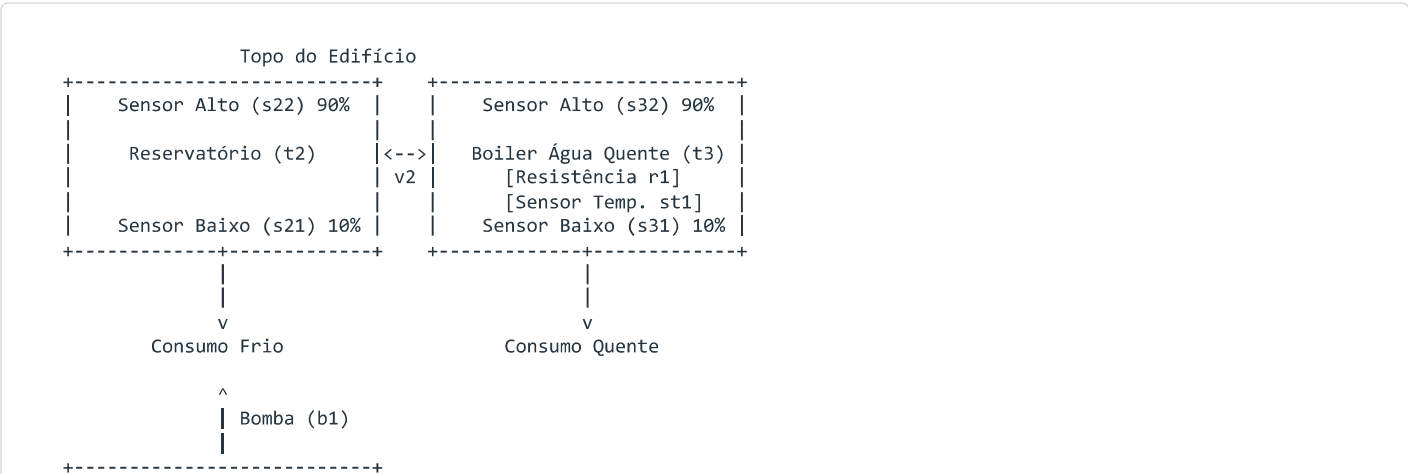 Topo do Edifício
+----------------------------+    +----------------------------+
|    Sensor Alto (s22) 90%  |    |    Sensor Alto (s32) 90%  |
|                            |    |                            |
|     Reservatório (t2)     |<-->|   Boiler Água Quente (t3) |
|                            | v2 |      [Resistência r1]     |
|                            |    |      [Sensor Temp. st1]   |
|    Sensor Baixo (s21) 10% |    |    Sensor Baixo (s31) 10% |
+-------------+--------------+    +-------------+--------------+
              |                                 |
              |                                 |
              v                                 v
        Consumo Frio                    Consumo Quente
              ^
              | Bomba (b1)
              |
+----------------------------+